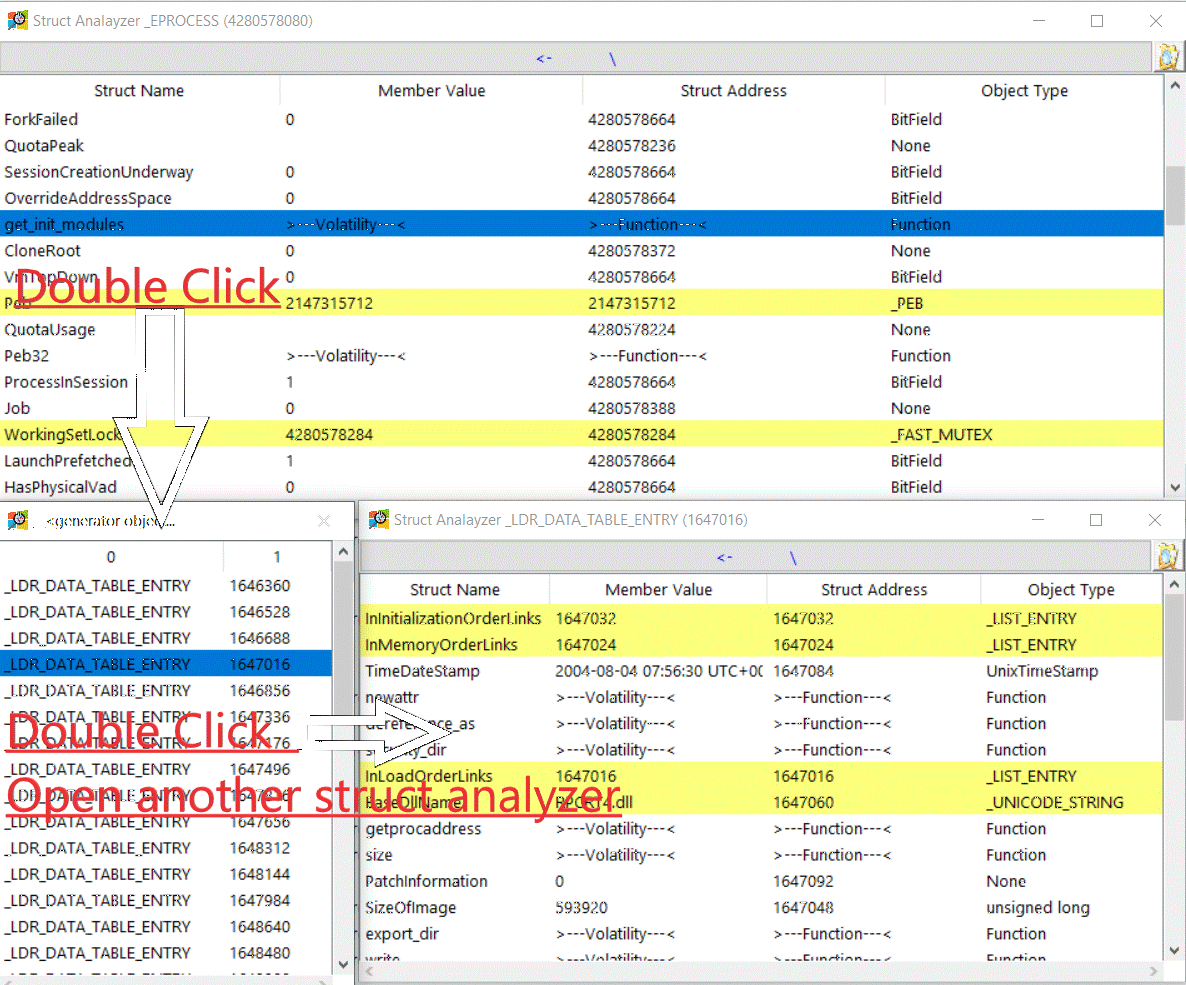 Struct Analayzer _EPROCESS (4280578080)
<- \
Struct Name Member Value Struct Address Object Type
ForkFailed 0 4280578664 BitField
QuotaPeak 4280578236 None
SessionCreationUnderway 0 4280578664 BitField
OverrideAddressSpace 0 4280578664 BitField
get_init_modules >---Volatility---< >---Function---< Function
CloneRoot 0 4280578372 None
VmTopDown 0 4280578664 BitField
Double Click
Peb 2147315712 2147315712 _PEB
QuotaUsage 4280578224 None
Peb32 >---Volatility---< >---Function---< Function
ProcessInSession 1 4280578664 BitField
Job 0 4280578388 None
WorkingSetLock 4280578284 4280578284 _FAST_MUTEX
LaunchPrefetched 1 4280578664 BitField
HasPhysicalVad 0 4280578664 BitField
<generator objec...
0 1
_LDR_DATA_TABLE_ENTRY 1646360
_LDR_DATA_TABLE_ENTRY 1646528
_LDR_DATA_TABLE_ENTRY 1646688
_LDR_DATA_TABLE_ENTRY 1647016
_LDR_DATA_TABLE_ENTRY 1646856
_LDR_DATA_TABLE_ENTRY 1647336
Double Click
_LDR_DATA_TABLE_ENTRY 1647176
_LDR_DATA_TABLE_ENTRY 1647496
Open another struct analyzer
_LDR_DATA_TABLE_ENTRY
_LDR_DATA_TABLE_ENTRY 1647656
_LDR_DATA_TABLE_ENTRY 1648312
_LDR_DATA_TABLE_ENTRY 1648144
_LDR_DATA_TABLE_ENTRY 1647984
_LDR_DATA_TABLE_ENTRY 1648640
_LDR_DATA_TABLE_ENTRY 1648480
Struct Analayzer _LDR_DATA_TABLE_ENTRY (1647016)
<- \
Struct Name Member Value Struct Address Object Type
InInitializationOrderLinks 1647032 1647032 _LIST_ENTRY
InMemoryOrderLinks 1647024 1647024 _LIST_ENTRY
TimeDateStamp 2004-08-04 07:56:30 UTC+00 1647084 UnixTimeStamp
newattr >---Volatility---< >---Function---< Function
dereference_as >---Volatility---< >---Function---< Function
security_dir >---Volatility---< >---Function---< Function
InLoadOrderLinks 1647016 1647016 _LIST_ENTRY
BaseDllName RPCRT4.dll 1647060 _UNICODE_STRING
getprocaddress >---Volatility---< >---Function---< Function
size >---Volatility---< >---Function---< Function
PatchInformation 0 1647092 None
SizeOfImage 593920 1647048 unsigned long
export_dir >---Volatility---< >---Function---< Function
write >---Volatility---< >---Function---< Function